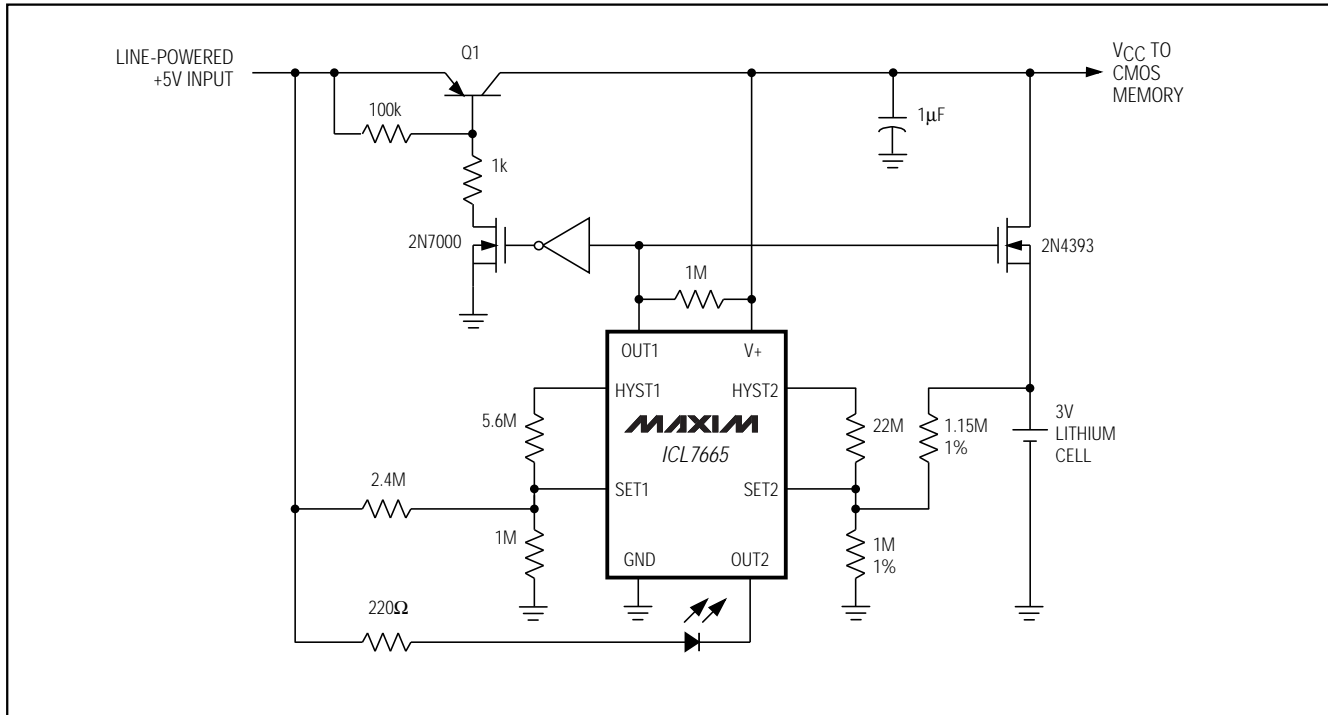 LINE-POWERED
+5V INPUT
Q1
VCC TO
CMOS
MEMORY
100k
1µF
1k
2N7000
2N4393
1M
OUT1
V+
HYST1
HYST2
5.6M
MAXIM
ICL7665
22M
1.15M
1%
3V
LITHIUM
CELL
2.4M
SET1
SET2
1M
1M
1%
GND
OUT2
220Ω